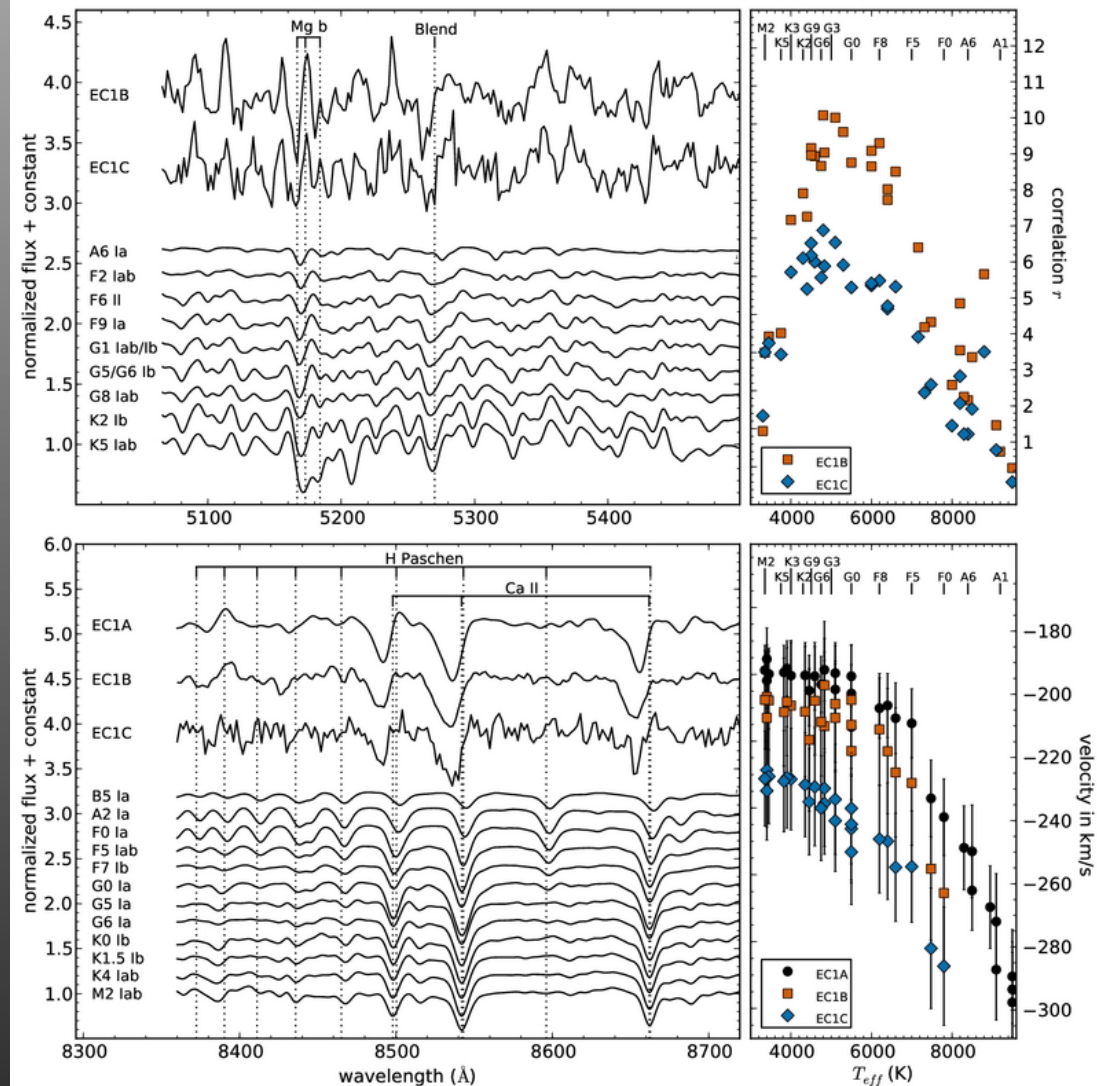 4.5
4.0
3.5
3.0
2.5
2.0
1.5
1.0
normalized flux + constant
Mg b
Blend
EC1B
EC1C
A6 Ia
F2 Iab
F6 II
F9 Ia
G1 Iab/Ib
G5/G6 Ib
G8 Iab
K2 Ib
K5 Iab
5100 5200 5300 5400
M2 K3 G9 G3
K5 K2 G6 G0 F8 F5 F0 A6 A1
12
11
10
9
8
7
6
5
4
3
2
1
correlation r
EC1B
EC1C
4000 6000 8000
6.0
5.5
5.0
4.5
4.0
3.5
3.0
2.5
2.0
1.5
1.0
normalized flux + constant
H Paschen
Ca II
EC1A
EC1B
EC1C
B5 Ia
A2 Ia
F0 Ia
F5 Iab
F7 Ib
G0 Ia
G5 Ia
G6 Ia
K0 Ib
K1.5 Ib
K4 Iab
M2 Iab
8300 8400 8500 8600 8700
wavelength (Å)
M2 K3 G9 G3
K5 K2 G6 G0 F8 F5 F0 A6 A1
−180
−200
−220
−240
−260
−280
−300
velocity in km/s
EC1A
EC1B
EC1C
4000 6000 8000
T_eff (K)